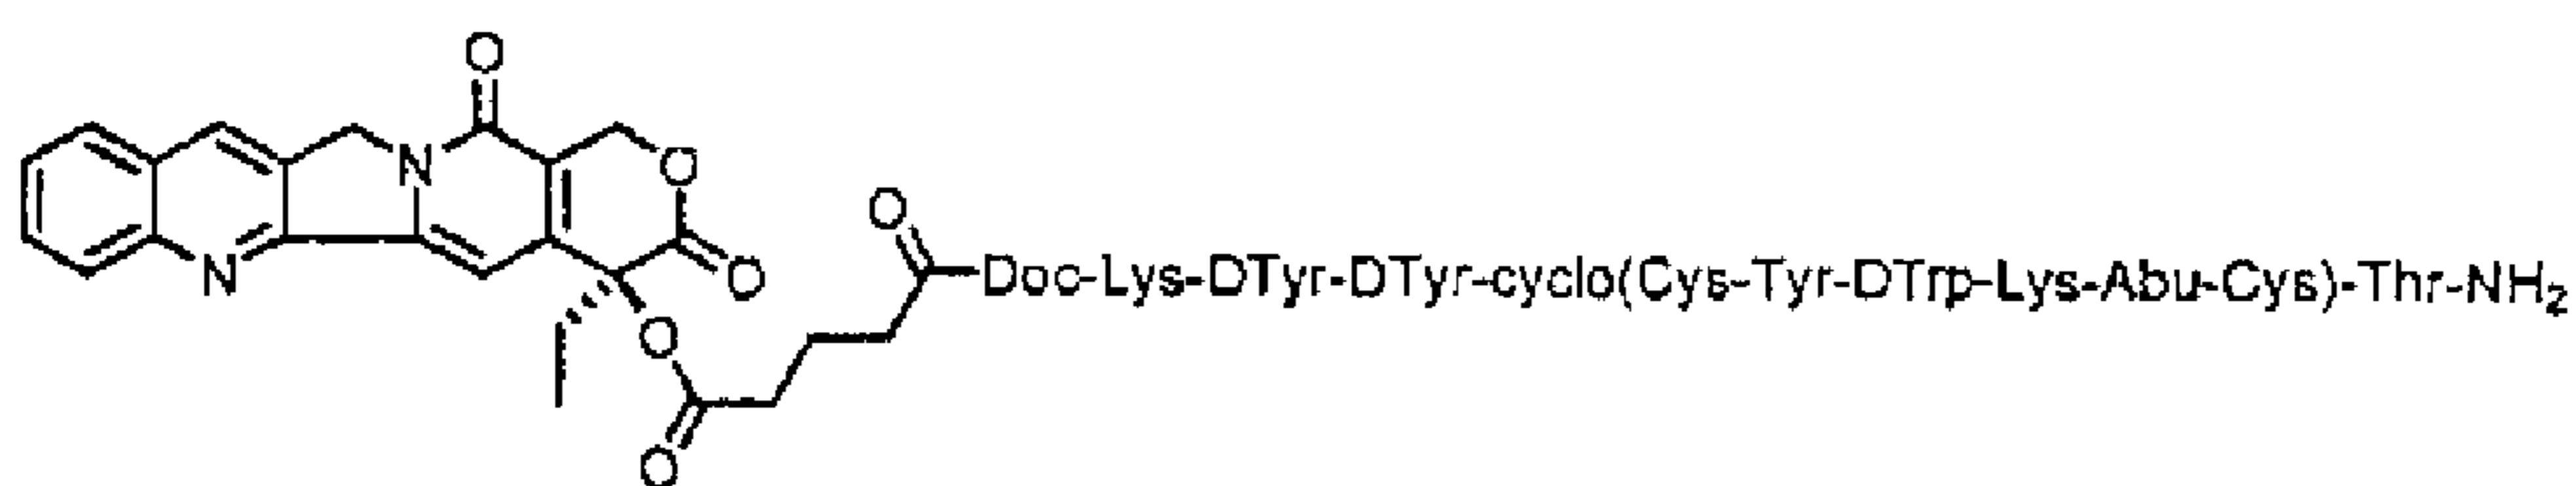 O
N
O
O
O
N
O
O
Doc-Lys-DTyr-DTyr-cyclo(Cys-Tyr-DTrp-Lys-Abu-Cys)-Thr-NH₂